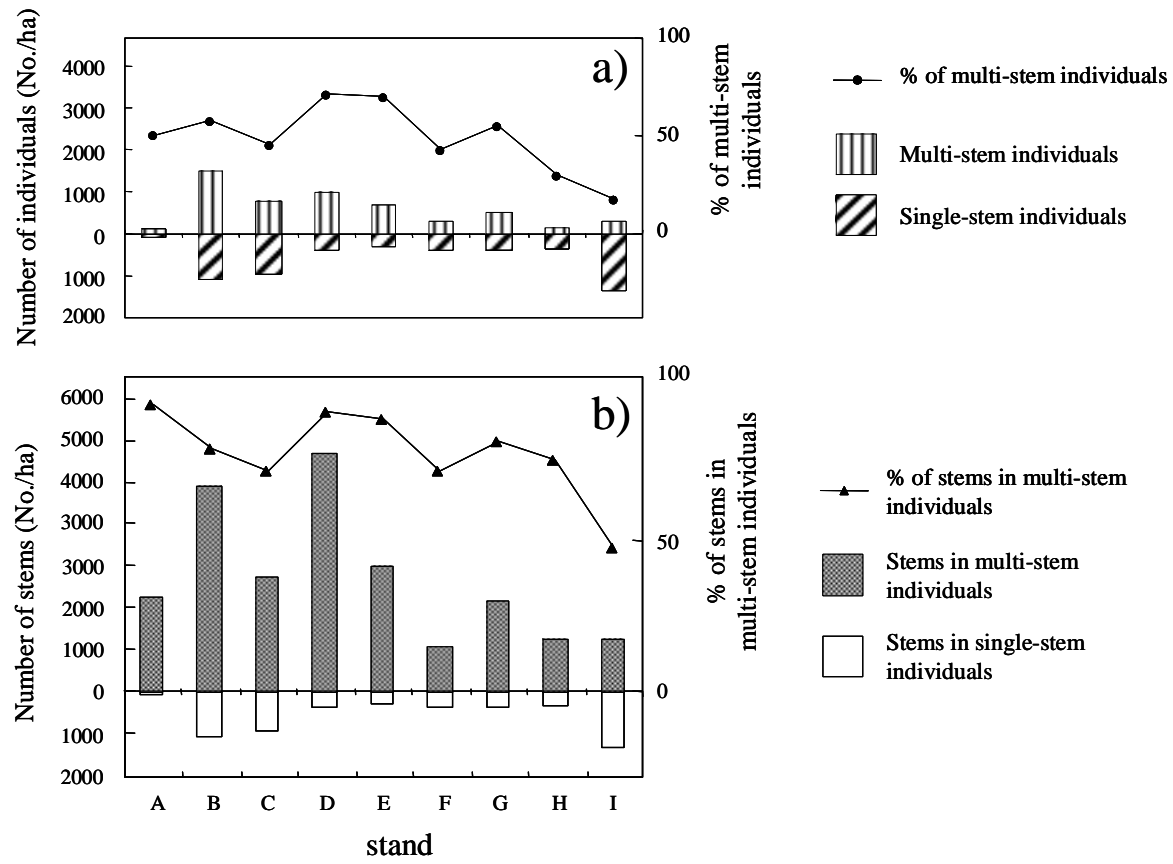 Number of individuals (No./ha)
4000
3000
2000
1000
0
1000
2000
a)
100
50
0
% of multi-stem
individuals
% of multi-stem individuals
Multi-stem individuals
Single-stem individuals
Number of stems (No./ha)
6000
5000
4000
3000
3000
2000
1000
0
1000
2000
b)
100
50
0
% of stems in
multi-stem individuals
% of stems in multi-stem
individuals
Stems in multi-stem
individuals
Stems in single-stem
individuals
A B C D E F G H I
stand